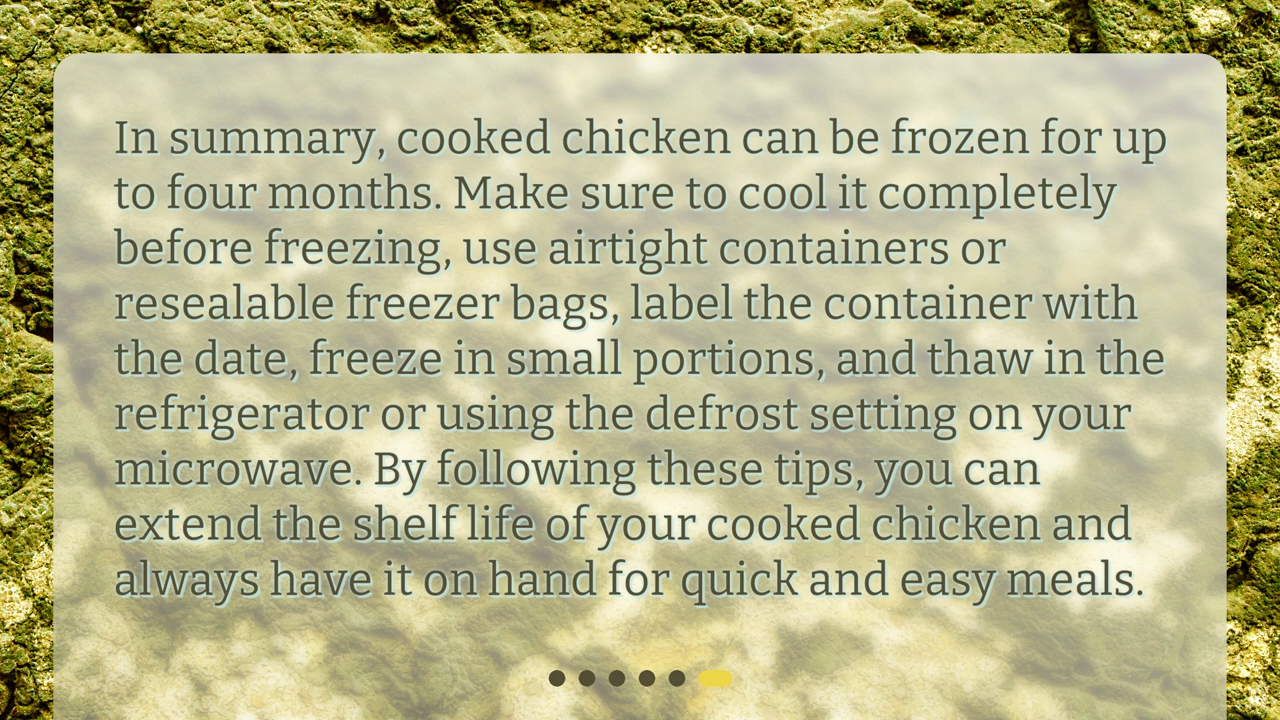 In summary, cooked chicken can be frozen for up
to four months. Make sure to cool it completely
before freezing, use airtight containers or
resealable freezer bags, label the container with
the date, freeze in small portions, and thaw in the
refrigerator or using the defrost setting on your
microwave. By following these tips, you can
extend the shelf life of your cooked chicken and
always have it on hand for quick and easy meals.